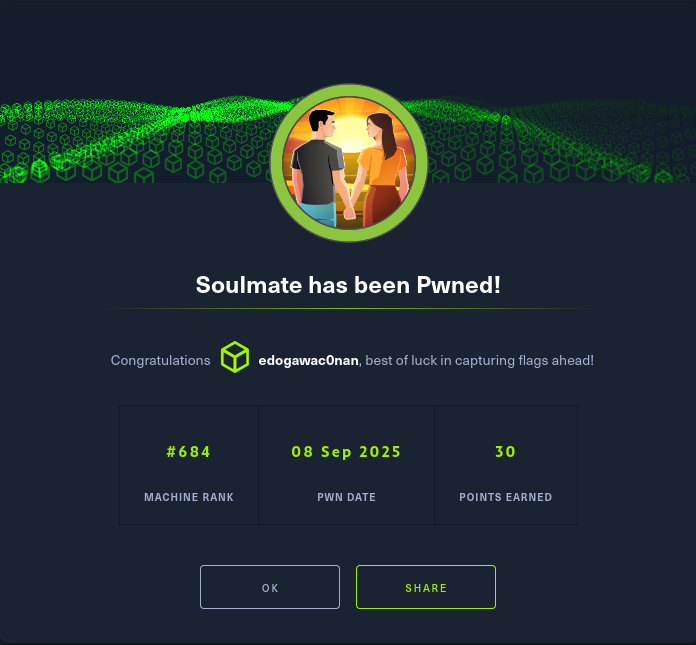 Soulmate has been Pwned!
Congratulations edogawac0nan, best of luck in capturing flags ahead!
#684 08 Sep 2025 30
MACHINE RANK PWN DATE POINTS EARNED
OK SHARE